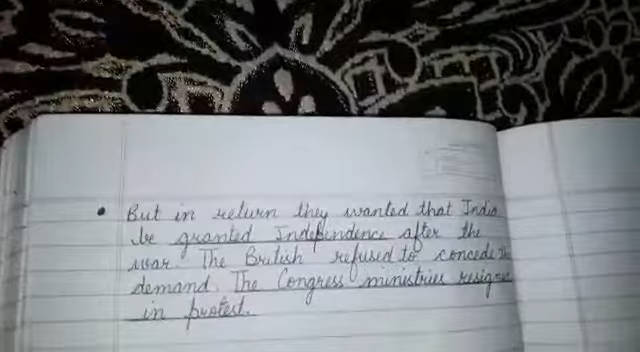 • But in return they wanted that India
be granted Independence after the
war. The British refused to concede the
demand. The Congress ministries resigned
in protest.